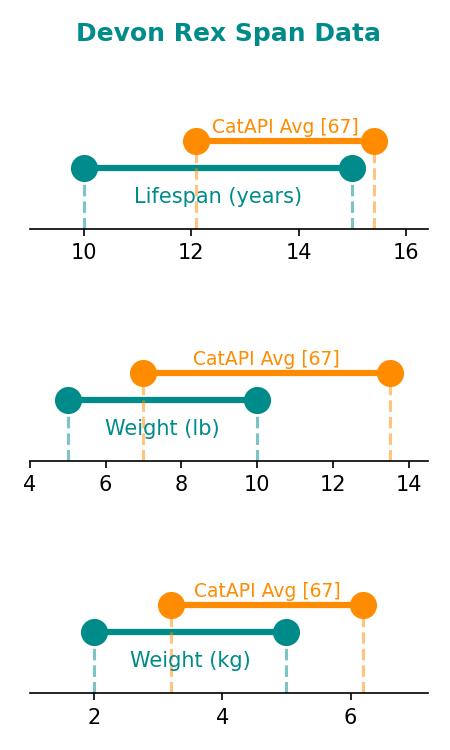 Devon Rex Span Data
CatAPI Avg [67]
Lifespan (years)
10 12 14 16
CatAPI Avg [67]
Weight (lb)
4 6 8 10 12 14
CatAPI Avg [67]
Weight (kg)
2 4 6